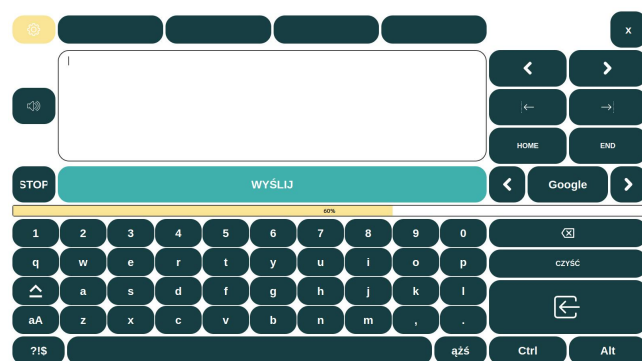 x
HOME END
STOP WYŚLIJ Google
60%
1 2 3 4 5 6 7 8 9 0
q w e r t y u i o p CZYŚĆ
a s d f g h j k l
aA z x c v b n m , .
?!$ ąźś Ctrl Alt